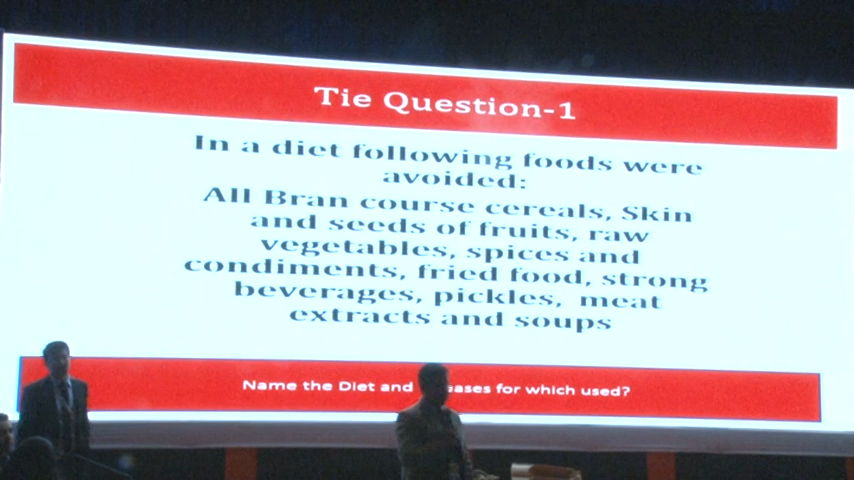 Tie Question-1
In a diet following foods were
avoided:
All Bran course cereals, Skin
and seeds of fruits, raw
vegetables, spices and
condiments, fried food, strong
beverages, pickles, meat
extracts and soups
Name the Diet and eases for which used?